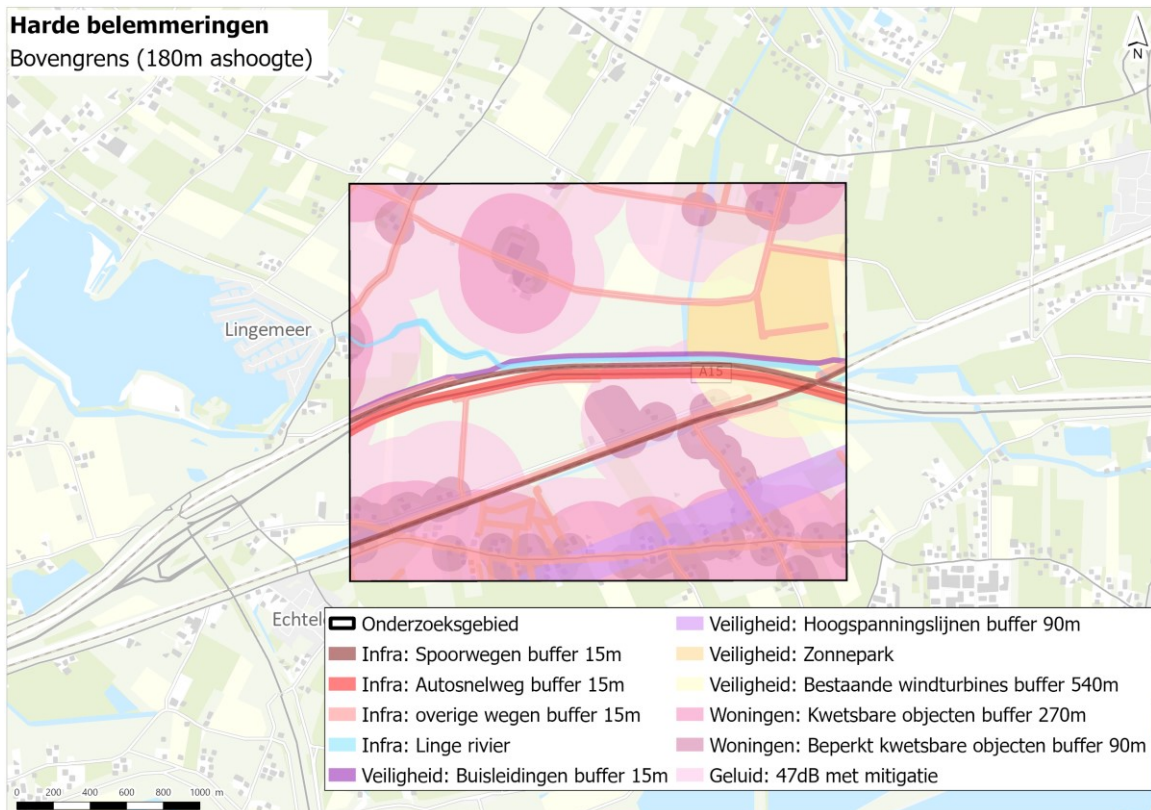 Harde belemmeringen
Bovengrens (180m ashoogte)
N
Lingemeer
A15
Echtel
Onderzoeksgebied
Infra: Spoorwegen buffer 15m
Infra: Autosnelweg buffer 15m
Infra: overige wegen buffer 15m
Infra: Linge rivier
Veiligheid: Buisleidingen buffer 15m
Veiligheid: Hoogspanningslijnen buffer 90m
Veiligheid: Zonnepark
Veiligheid: Bestaande windturbines buffer 540m
Woningen: Kwetsbare objecten buffer 270m
Woningen: Beperkt kwetsbare objecten buffer 90m
Geluid: 47dB met mitigatie
0 200 400 600 800 1000 m